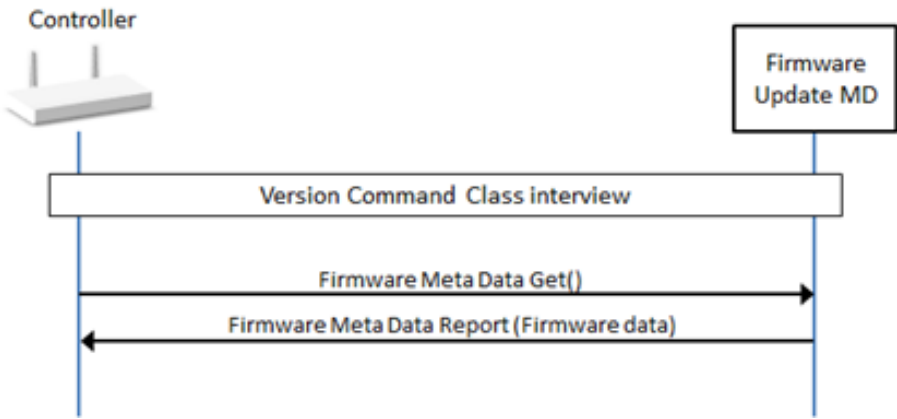 Controller
Firmware
Update MD
Version Command Class interview
Firmware Meta Data Get()
Firmware Meta Data Report (Firmware data)